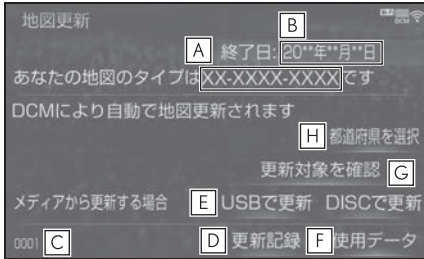 地図更新
DCM
B
A 終了日: 20**年**月**日
あなたの地図のタイプはXX-XXXX-XXXXです
DCMにより自動で地図更新されます
H 都道府県を選択
更新対象を確認 G
メディアから更新する場合 E USBで更新 DISCで更新
0001 C D 更新記録 F 使用データ